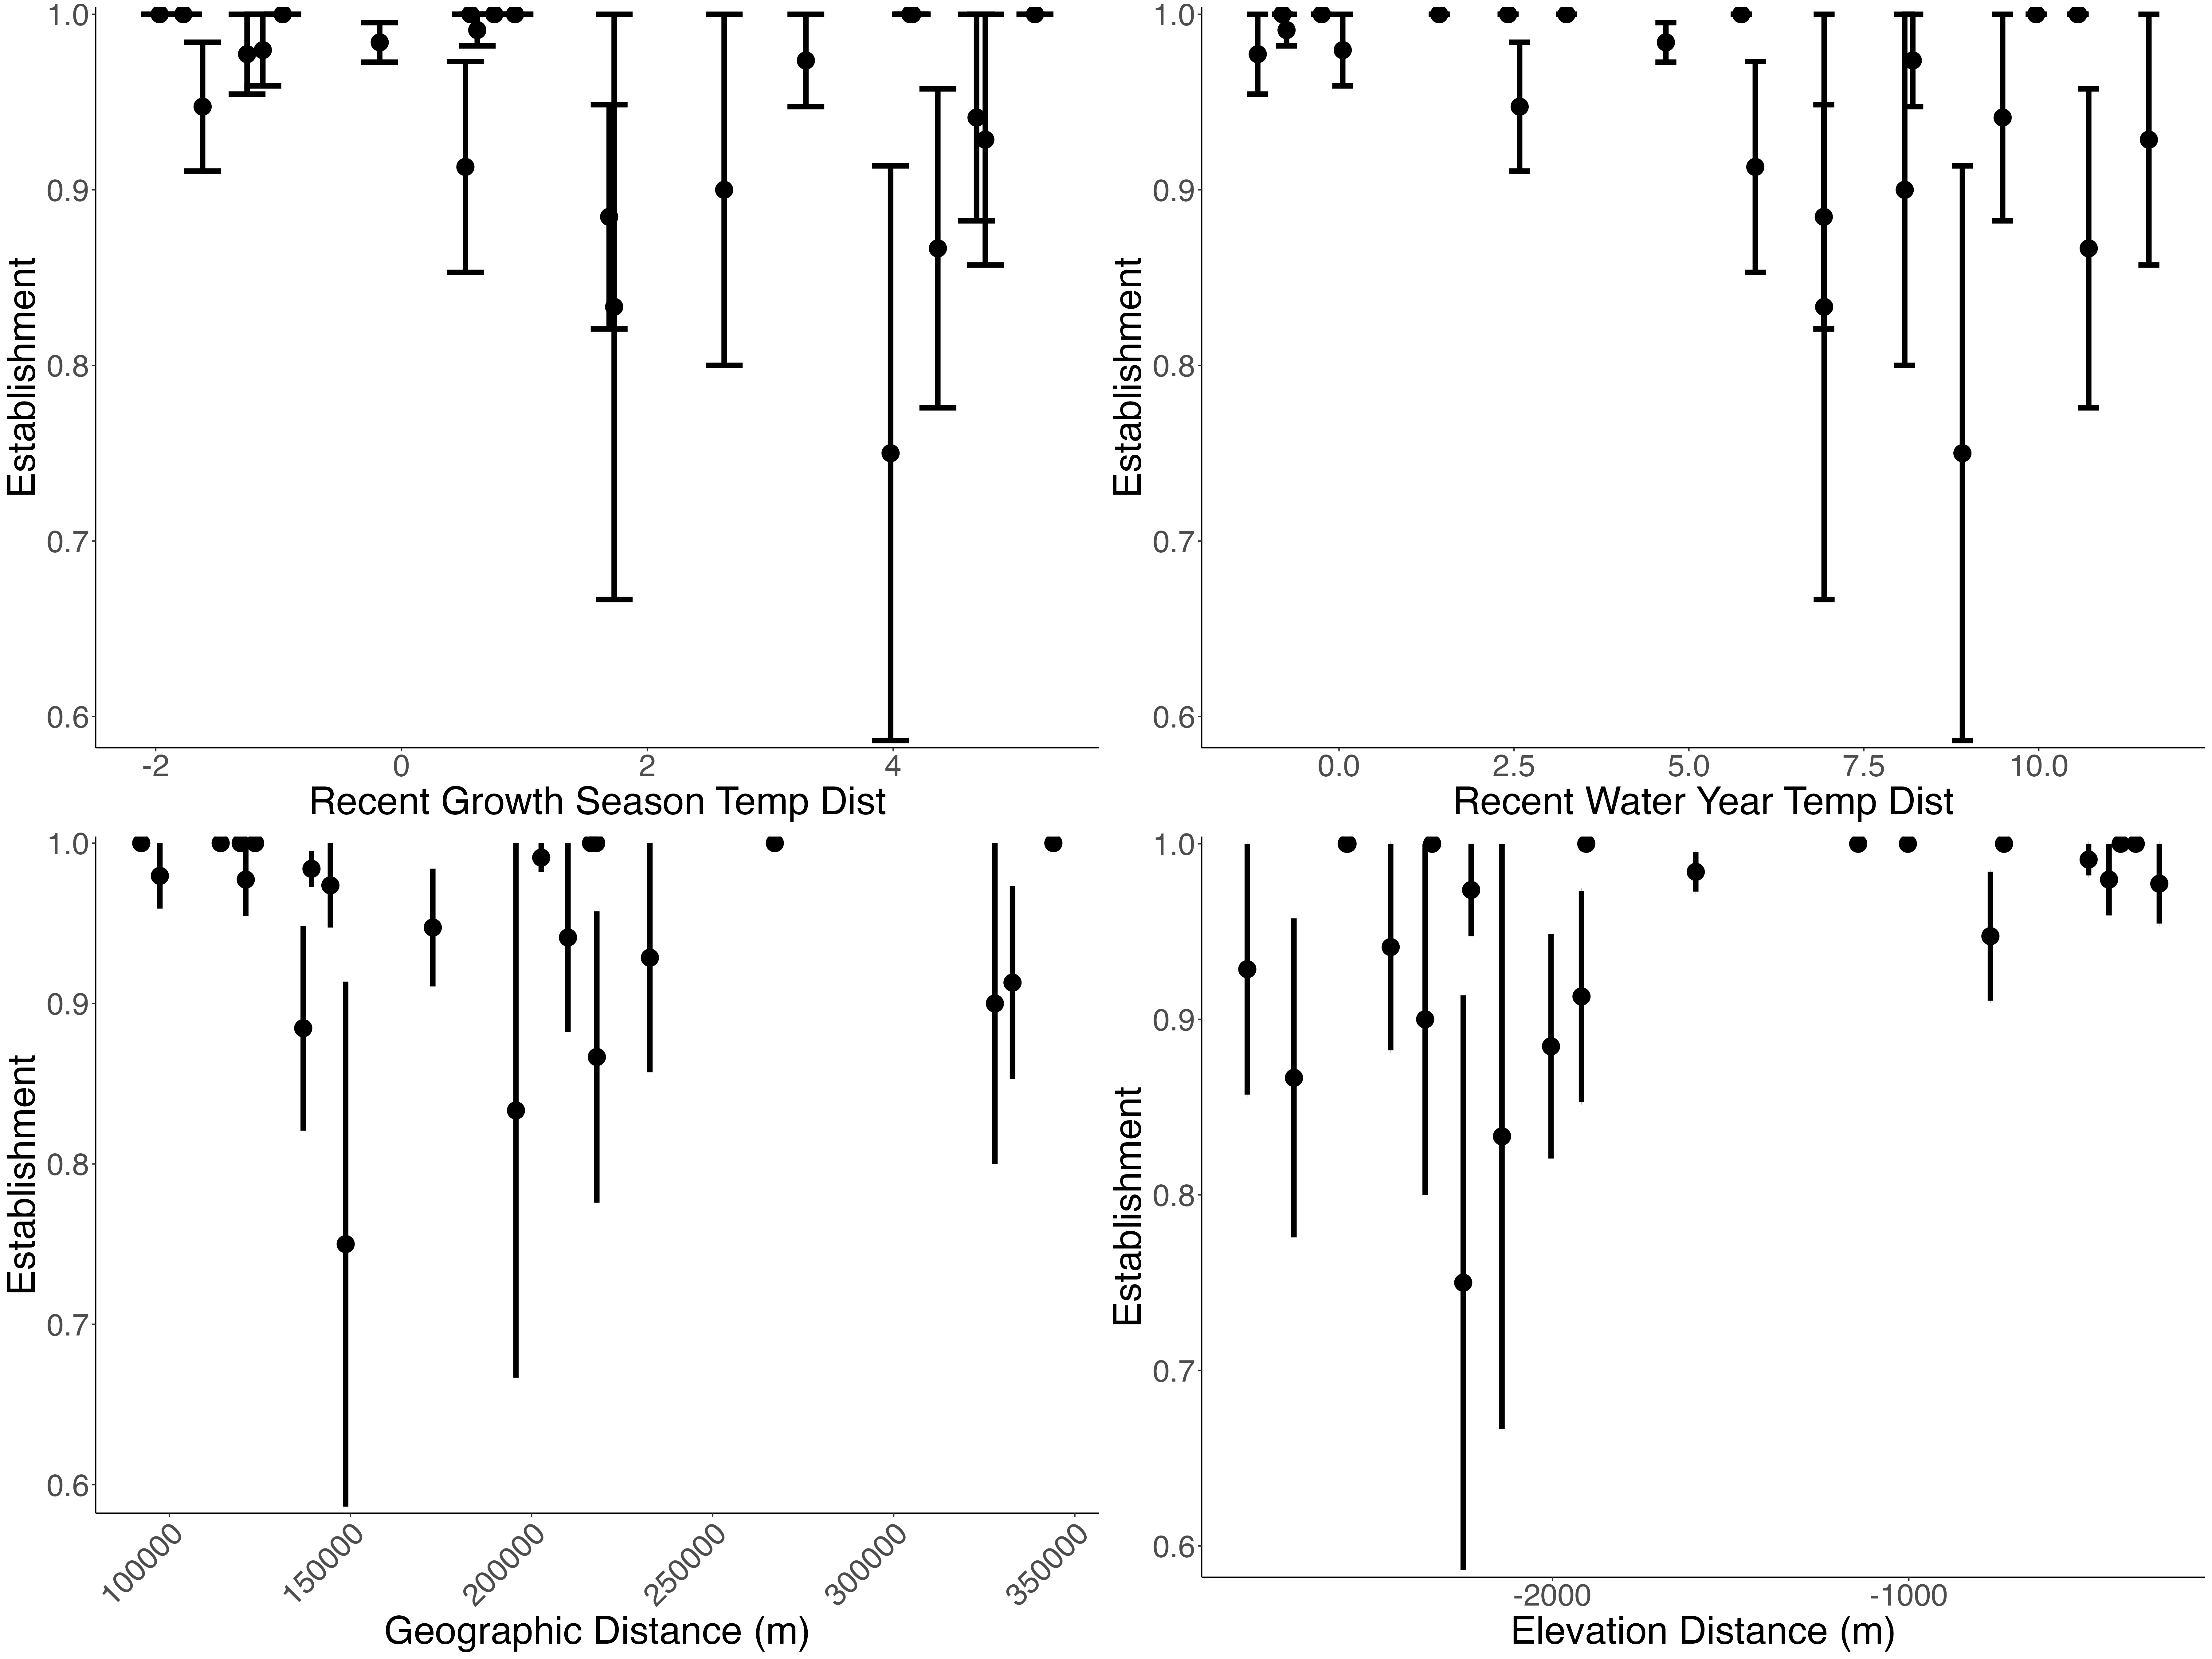 1.0
0.9
0.8
0.7
0.6
Establishment
-2 0 2 4
Recent Growth Season Temp Dist
1.0
0.9
0.8
0.7
0.6
Establishment
0.0 2.5 5.0 7.5 10.0
Recent Water Year Temp Dist
1.0
0.9
0.8
0.7
0.6
Establishment
100000 150000 200000 250000 300000 350000
Geographic Distance (m)
1.0
0.9
0.8
0.7
0.6
Establishment
-2000 -1000
Elevation Distance (m)